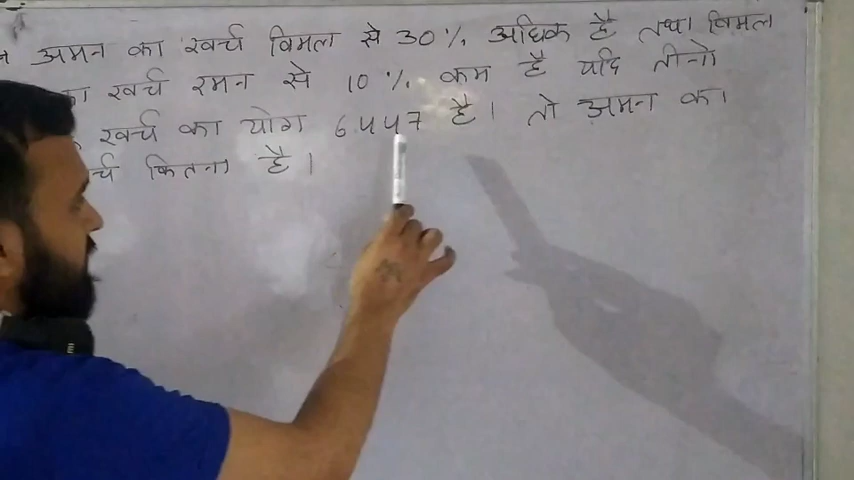 अमन का खर्च विमला से 30% अधिक है तथा विमल
का खर्च रमन से 10% कम है यदि तीनो
खर्च का योग 6447 है। तो अमन का
र्च कितना है।